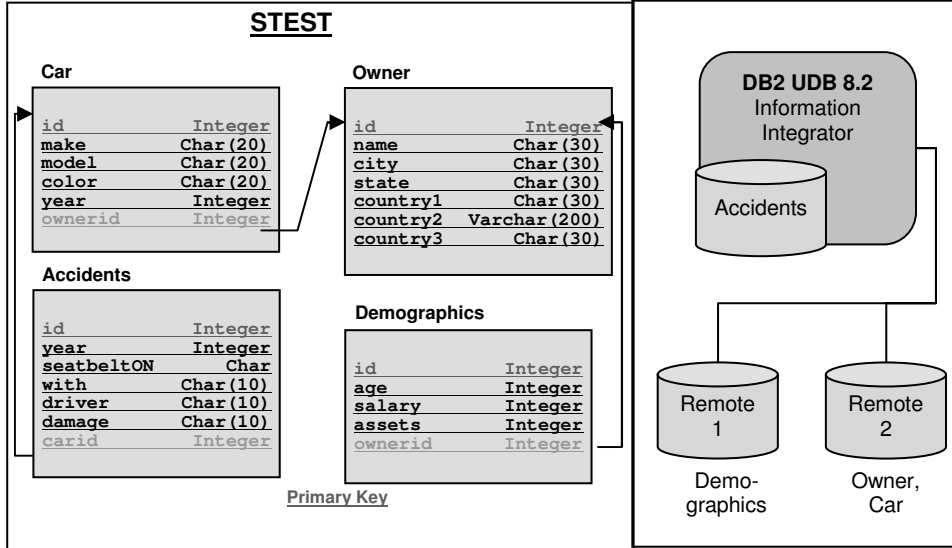 STEST
Car
id Integer
make Char(20)
model Char(20)
color Char(20)
year Integer
ownerid Integer
Owner
id Integer
name Char(30)
city Char(30)
state Char(30)
country1 Char(30)
country2 Varchar(200)
country3 Char(30)
Accidents
id Integer
year Integer
seatbeltON Char
with Char(10)
driver Char(10)
damage Char(10)
carid Integer
Demographics
id Integer
age Integer
salary Integer
assets Integer
ownerid Integer
Primary Key
DB2 UDB 8.2
Information
Integrator
Accidents
Remote
1
Demo-
graphics
Remote
2
Owner,
Car